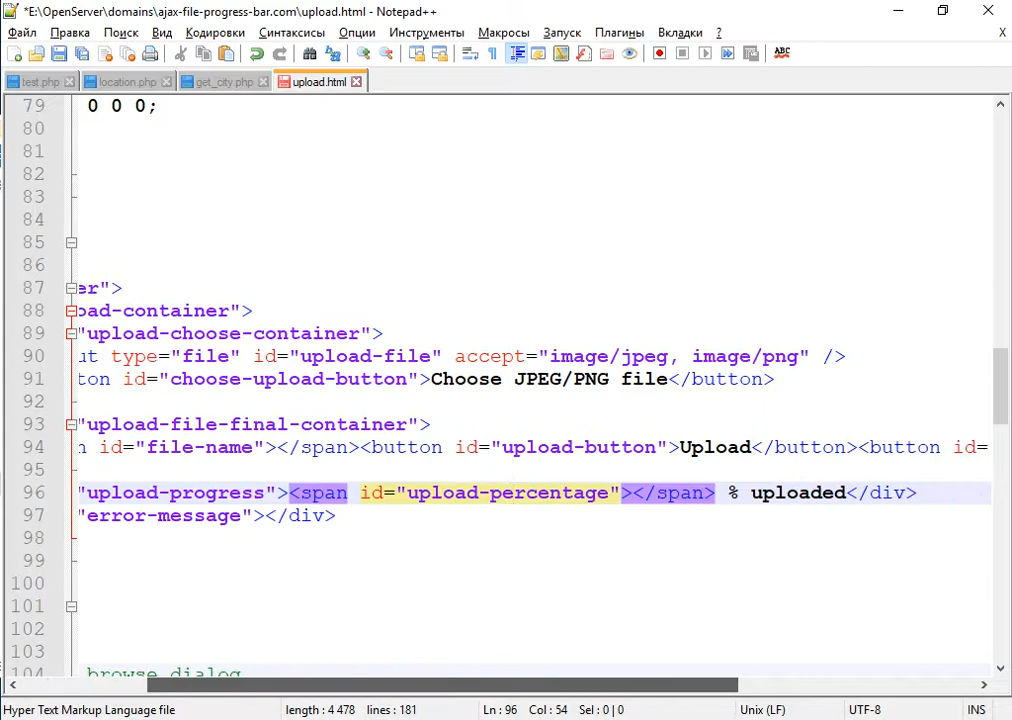 *E:\OpenServer\domains\ajax-file-progress-bar.com\upload.html - Notepad++
Файл Правка Поиск Вид Кодировки Синтаксисы Опции Инструменты Макросы Запуск Плагины Вкладки ? X
ABC
test.php location.php get_city.php upload.html
79 0 0 0;
80
81
82
83
84
85
86
87 er">
88 oad-container">
89 "upload-choose-container">
90 ut type="file" id="upload-file" accept="image/jpeg, image/png" />
91 ton id="choose-upload-button">Choose JPEG/PNG file</button>
92
93 "upload-file-final-container">
94 n id="file-name"></span><button id="upload-button">Upload</button><button id=
95
96 "upload-progress"><span id="upload-percentage"></span> % uploaded</div>
97 "error-message"></div>
98
99
100
101
102
103
104 browse dialog
Hyper Text Markup Language file length : 4 478 lines : 181 Ln : 96 Col : 54 Sel : 0 | 0 Unix (LF) UTF-8 INS